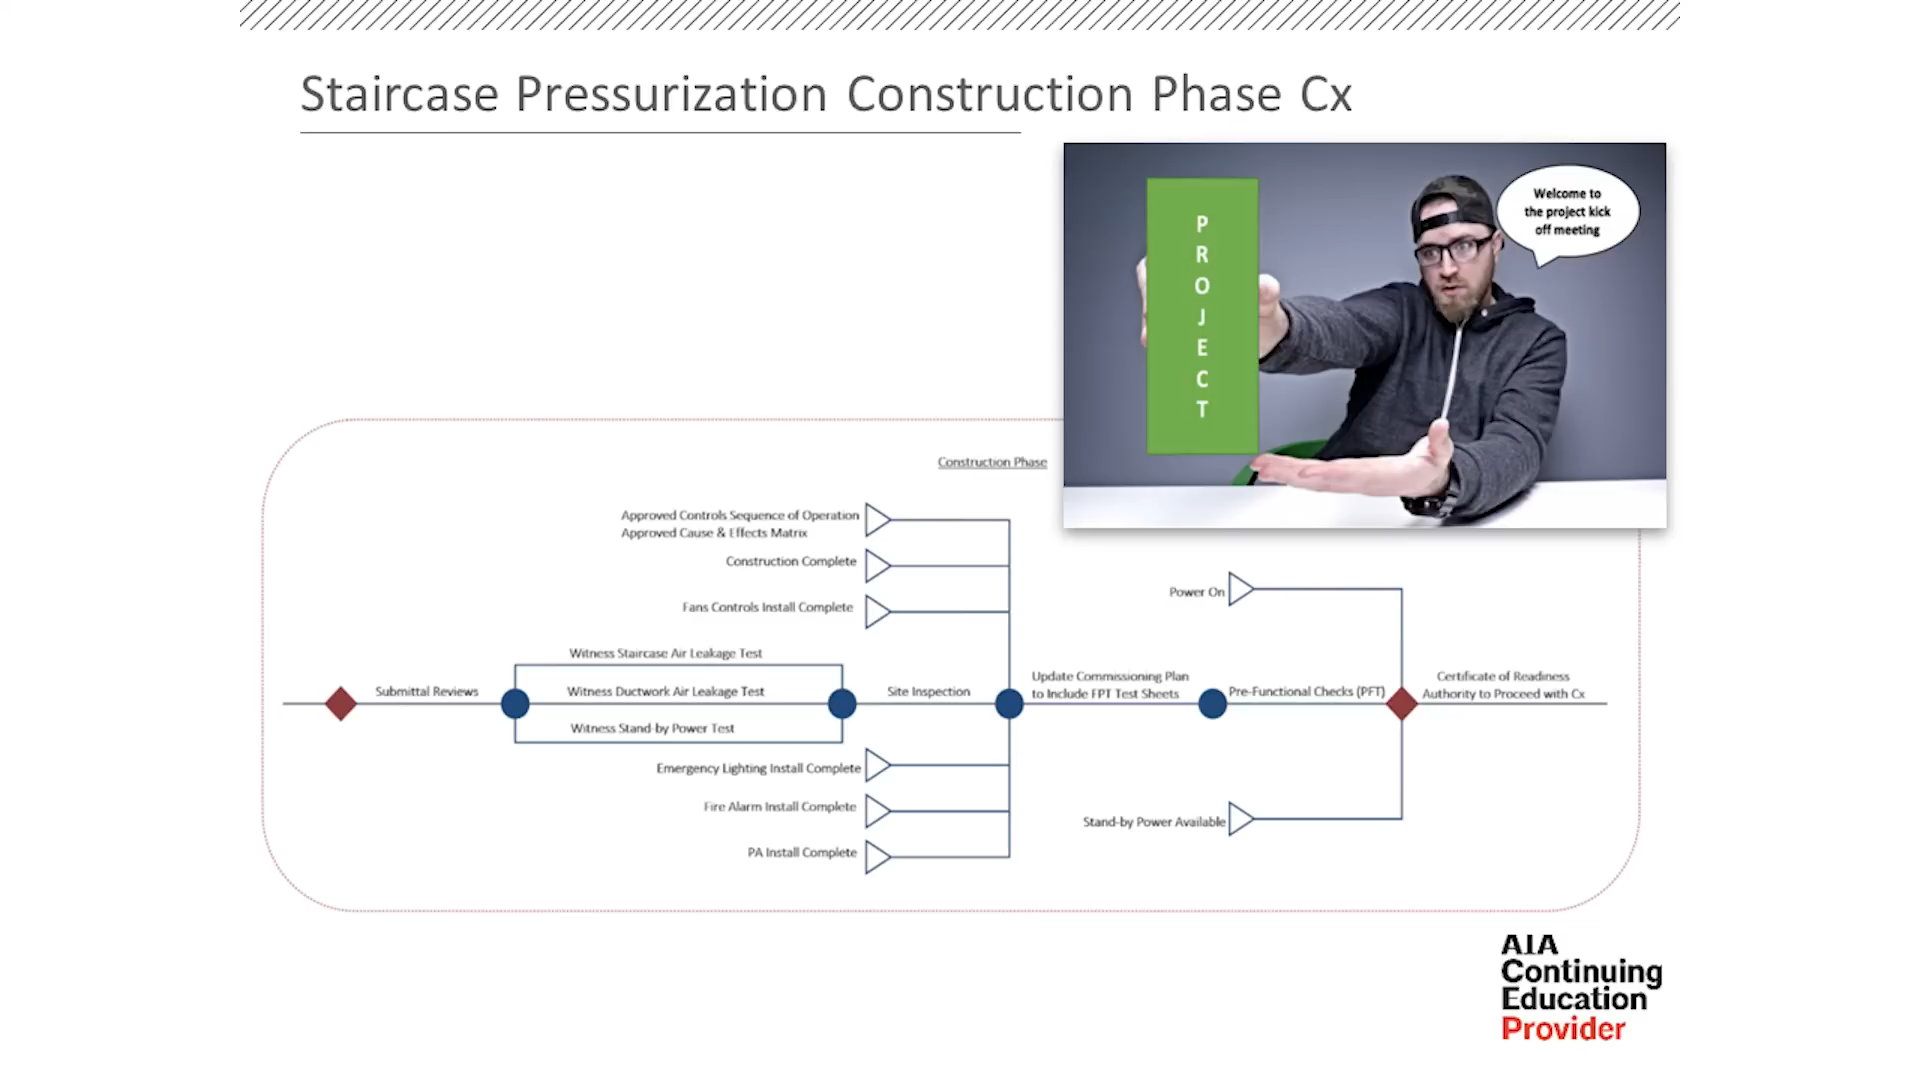 Staircase Pressurization Construction Phase Cx
P
R
O
J
E
C
T
Welcome to
the project kick
off meeting
Construction Phase
Approved Controls Sequence of Operation
Approved Cause & Effects Matrix
Construction Complete
Fans Controls Install Complete
Power On
Witness Staircase Air Leakage Test
Submittal Reviews
Witness Ductwork Air Leakage Test
Site Inspection
Update Commissioning Plan
to Include FPT Test Sheets
Pre-Functional Checks (PFT)
Certificate of Readiness
Authority to Proceed with Cx
Witness Stand-by Power Test
Emergency Lighting Install Complete
Fire Alarm Install Complete
Stand-by Power Available
PA Install Complete
AIA
Continuing
Education
Provider